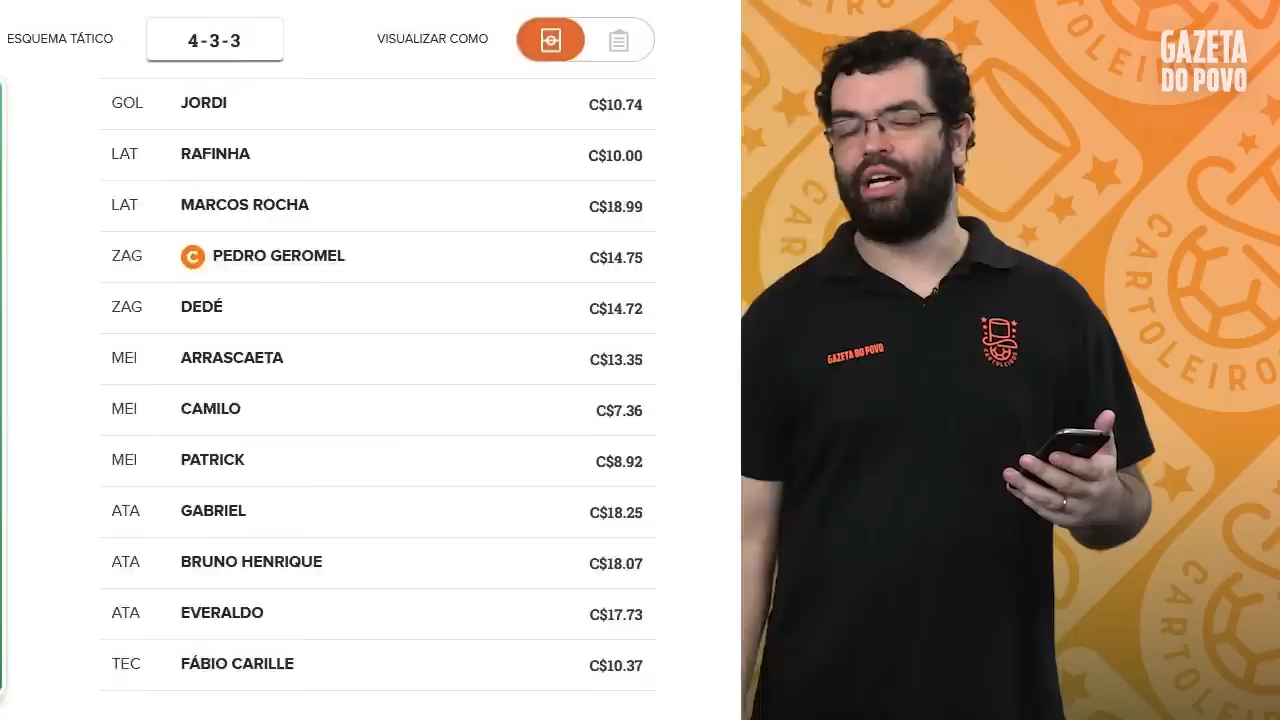 ESQUEMA TÁTICO 4-3-3 VISUALIZAR COMO
GOL JORDI C$10.74
LAT RAFINHA C$10.00
LAT MARCOS ROCHA C$18.99
ZAG C PEDRO GEROMEL C$14.75
ZAG DEDÉ C$14.72
MEI ARRASCAETA C$13.35
MEI CAMILO C$7.36
MEI PATRICK C$8.92
ATA GABRIEL C$18.25
ATA BRUNO HENRIQUE C$18.07
ATA EVERALDO C$17.73
TEC FÁBIO CARILLE C$10.37
GAZETA
DO POVO
GAZETA DO POVO
CARTOLEIROS
CARTO
CARTOLEIRO
CARTO